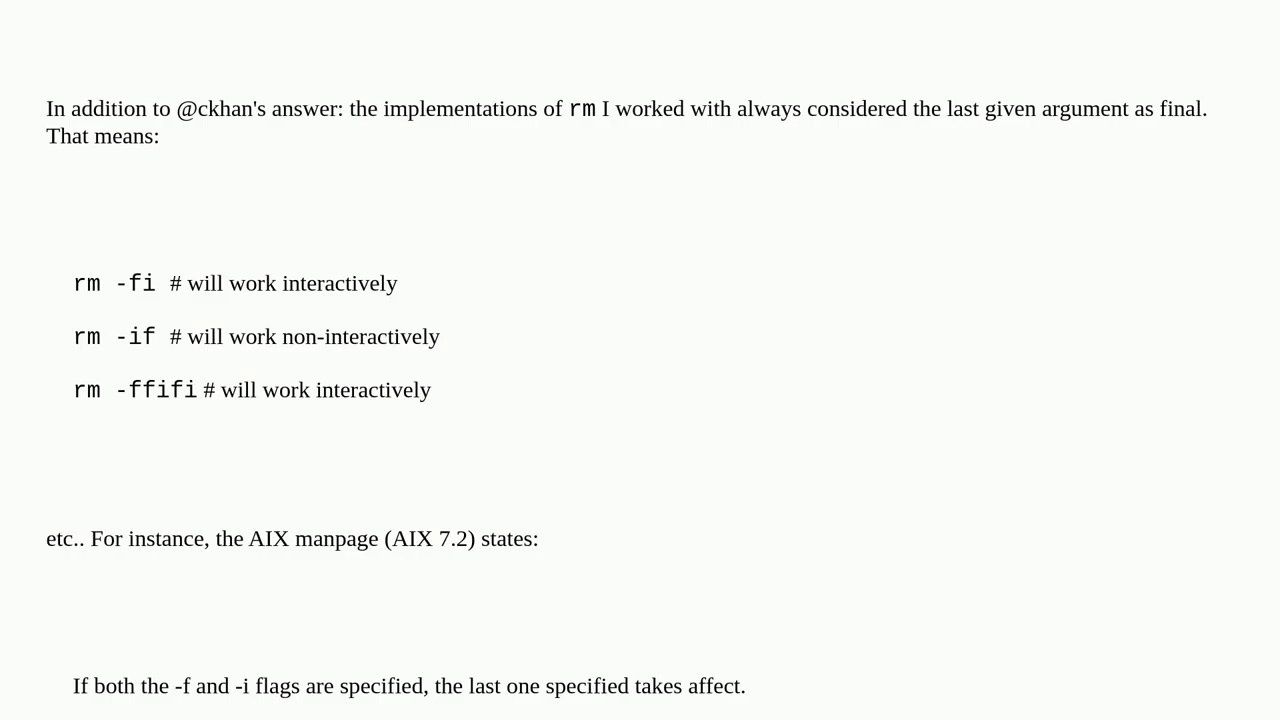 In addition to @ckhan's answer: the implementations of rm I worked with always considered the last given argument as final.
That means:
rm -fi # will work interactively
rm -if # will work non-interactively
rm -ffifi # will work interactively
etc.. For instance, the AIX manpage (AIX 7.2) states:
If both the -f and -i flags are specified, the last one specified takes affect.